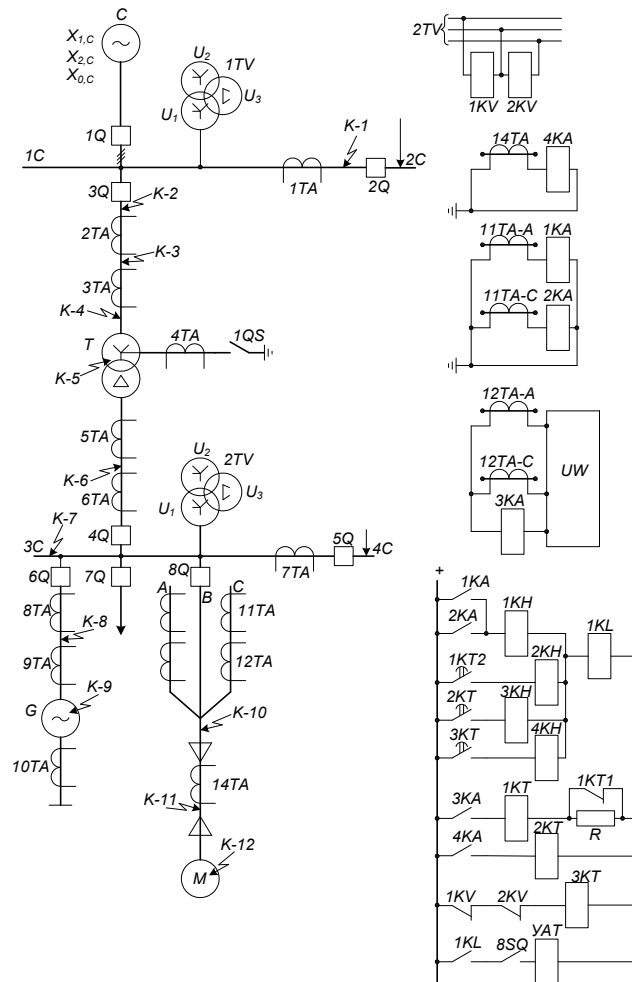 C
X1,C
X2,C
X0,C
U2
1TV
U3
U1
K-1
1Q
1C
2C
1TA
2Q
3Q
K-2
2TA
K-3
3TA
K-4
T
4TA
1QS
K-5
5TA
K-6
6TA
U2
2TV
U3
U1
K-7
4Q
3C
5Q
4C
6Q
7Q
8Q
7TA
A
B
C
8TA
11TA
K-8
9TA
12TA
K-9
G
K-10
10TA
14TA
K-11
K-12
M
2TV
1KV
2KV
14TA
4KA
11TA-A
1KA
11TA-C
2KA
12TA-A
12TA-C
UW
3KA
+
1KA
1KH
2KA
1KL
2KH
1KT2
3KH
2KT
4KH
3KT
1KT
1KT1
3KA
R
2KT
4KA
3KT
1KV
2KV
1KL
8SQ
УАТ